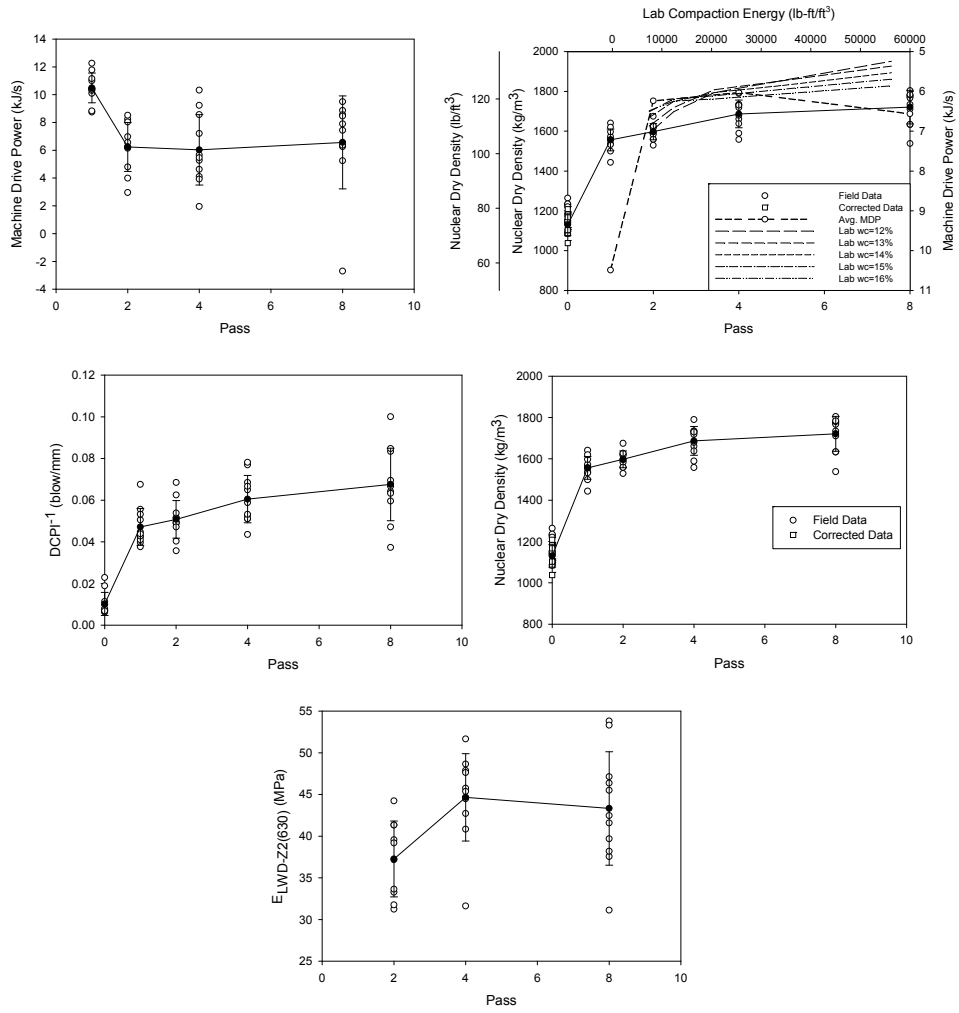 Machine Drive Power (kJ/s)
14
12
10
8
6
4
2
0
-2
-4
0 2 4 6 8 10
Pass
Lab Compaction Energy (lb-ft/ft³)
0 10000 20000 30000 40000 50000 60000
Nuclear Dry Density (lb/ft³)
120
100
80
60
Nuclear Dry Density (kg/m³)
2000
1800
1600
1400
1200
1000
800
Field Data
Corrected Data
Avg. MDP
Lab wc=12%
Lab wc=13%
Lab wc=14%
Lab wc=15%
Lab wc=16%
5
6
7
8
9
10
11
Machine Drive Power (kJ/s)
0 2 4 6 8
Pass
DCPI⁻¹ (blow/mm)
0.12
0.10
0.08
0.06
0.04
0.02
0.00
0 2 4 6 8 10
Pass
Nuclear Dry Density (kg/m³)
2000
1800
1600
1400
1200
1000
800
Field Data
Corrected Data
0 2 4 6 8 10
Pass
E LWD-Z2(630) (MPa)
55
50
45
40
35
30
25
0 2 4 6 8 10
Pass